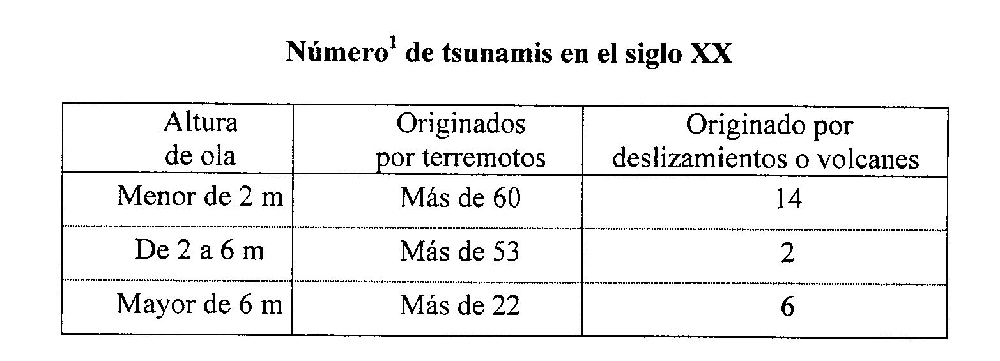 Número¹ de tsunamis en el siglo XX
Altura de ola	Originados por terremotos	Originado por deslizamientos o volcanes
Menor de 2 m	Más de 60	14
De 2 a 6 m	Más de 53	2
Mayor de 6 m	Más de 22	6